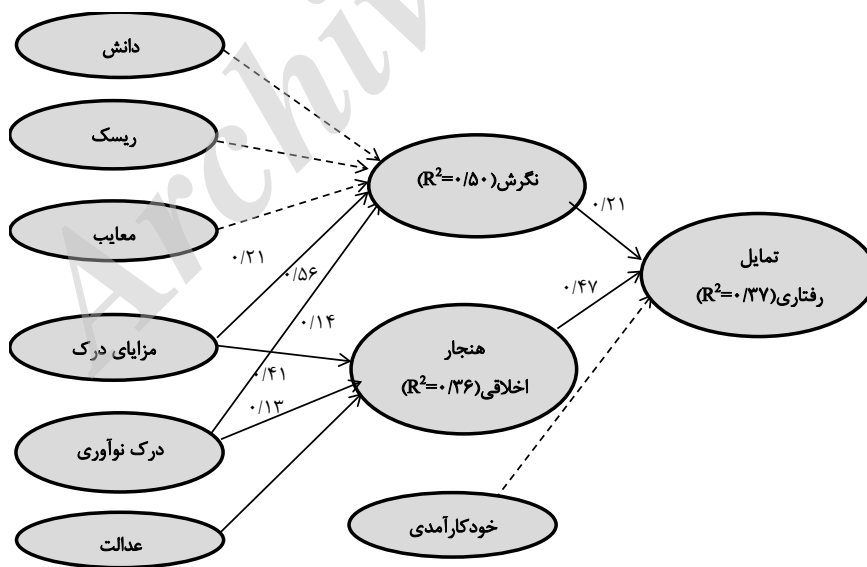 دانش
ریسک
معایب
مزایای درک
درک نوآوری
عدالت
نگرش(R²=۰/۵۰)
هنجار
اخلاقی(R²=۰/۳۶)
خودکارآمدی
تمایل
رفتاری(R²=۰/۳۷)
۰/۲۱
۰/۵۶
۰/۱۴
۰/۴۱
۰/۱۳
۰/۲۱
۰/۴۷
Archiv